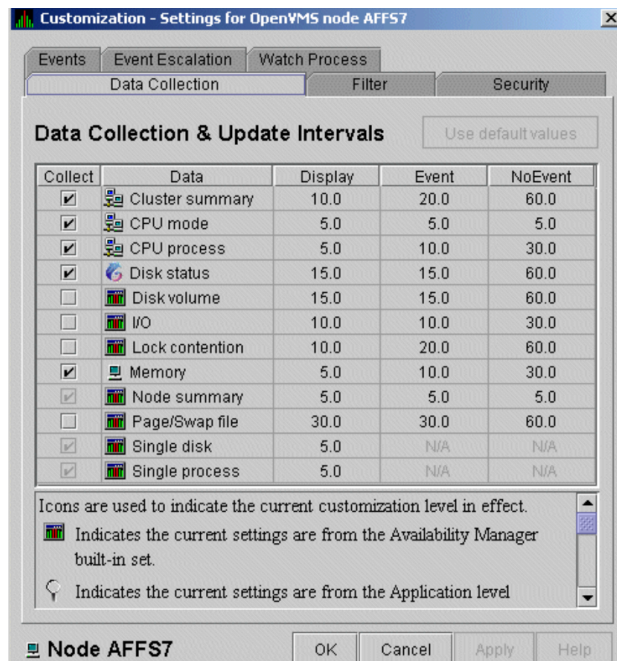 Customization - Settings for OpenVMS node AFFS7
Events Event Escalation Watch Process
Data Collection Filter Security
Data Collection & Update Intervals Use default values
Collect Data Display Event NoEvent
Cluster summary 10.0 20.0 60.0
CPU mode 5.0 5.0 5.0
CPU process 5.0 10.0 30.0
Disk status 15.0 15.0 60.0
Disk volume 15.0 15.0 60.0
I/O 10.0 10.0 30.0
Lock contention 10.0 20.0 60.0
Memory 5.0 10.0 30.0
Node summary 5.0 5.0 5.0
Page/Swap file 30.0 30.0 60.0
Single disk 5.0 N/A N/A
Single process 5.0 N/A N/A
Icons are used to indicate the current customization level in effect.
Indicates the current settings are from the Availability Manager
built-in set.
Indicates the current settings are from the Application level
Node AFFS7 OK Cancel Apply Help